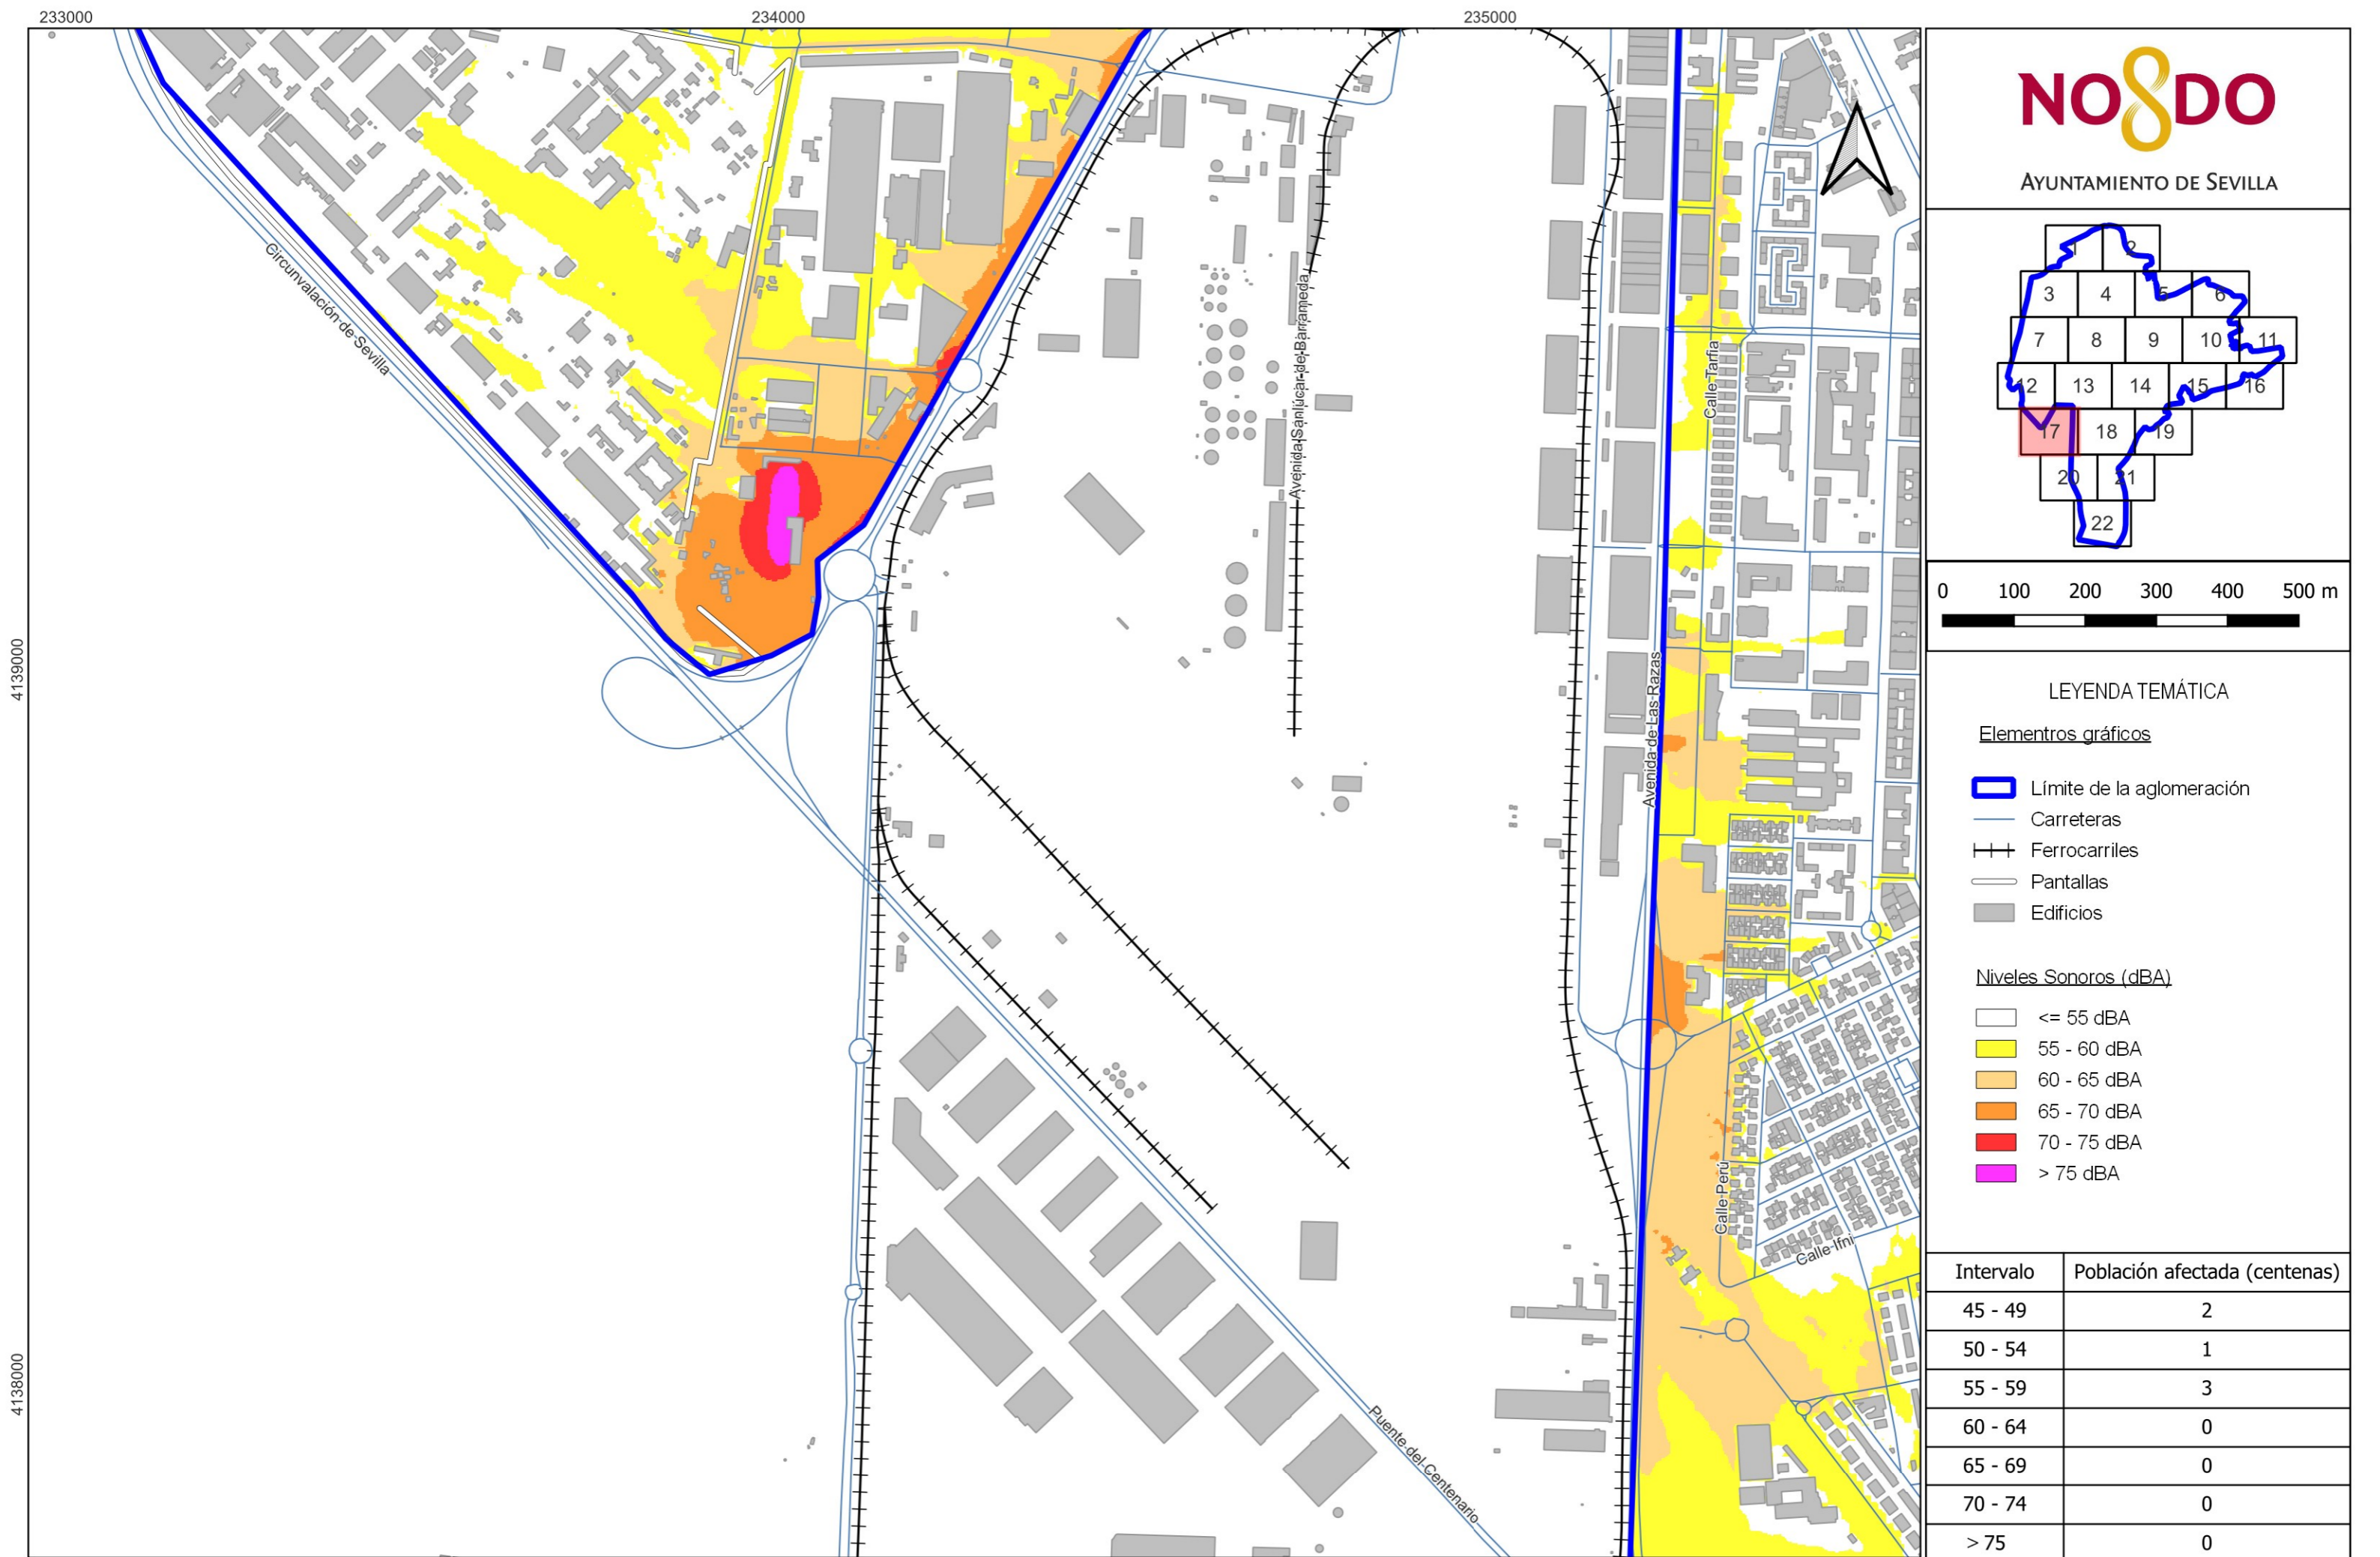 233000
234000
235000
4139000
4138000
Circunvalación-de-Sevilla
Avenida-Sanlúcar-de-Barrameda
Calle-Tarfia
Avenida-de-Las-Razas
Calle-Perú
Calle-Ifni
Puente-del-Centenario
NO8DO
AYUNTAMIENTO DE SEVILLA
1 2
3 4 5 6
7 8 9 10 11
12 13 14 15 16
17 18 19
20 21
22
0 100 200 300 400 500 m
LEYENDA TEMÁTICA
Elementros gráficos
Límite de la aglomeración
Carreteras
Ferrocarriles
Pantallas
Edificios
Niveles Sonoros (dBA)
<= 55 dBA
55 - 60 dBA
60 - 65 dBA
65 - 70 dBA
70 - 75 dBA
> 75 dBA
Intervalo Población afectada (centenas)
45 - 49 2
50 - 54 1
55 - 59 3
60 - 64 0
65 - 69 0
70 - 74 0
> 75 0